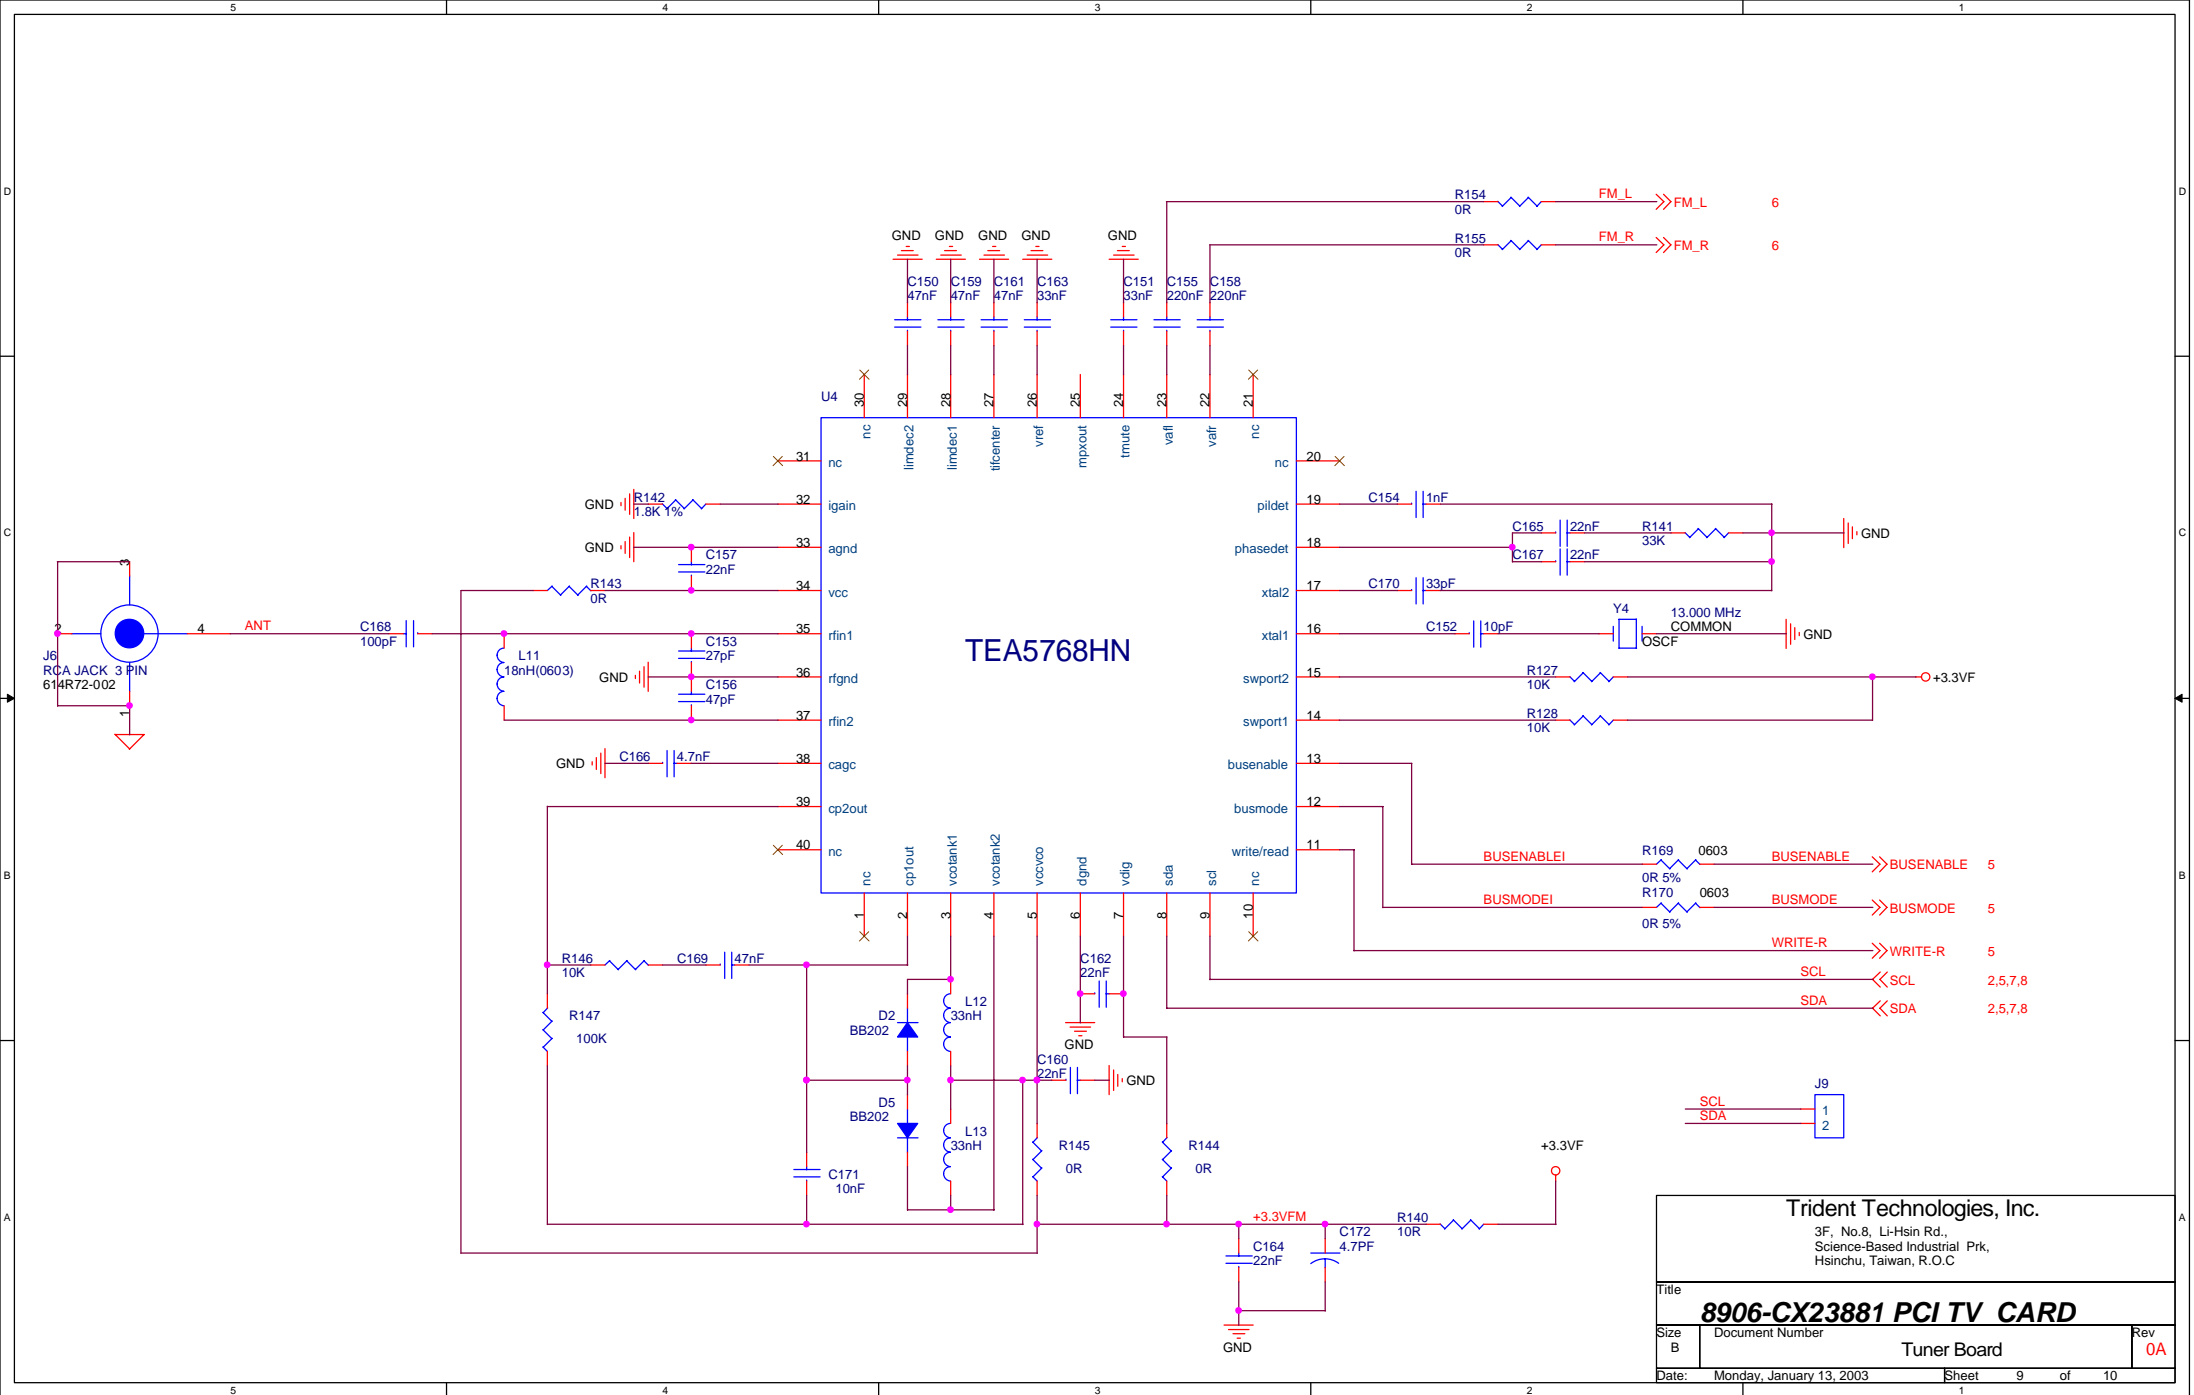 5 4 3 2 1
D D
R154 FM_L FM_L 6
0R
R155 FM_R FM_R 6
0R
GND GND GND GND GND
C150 C159 C161 C163 C151 C155 C158
47nF 47nF 47nF 33nF 33nF 220nF 220nF
U4
30 29 28 27 26 25 24 23 22 21
nc limdec2 limdec1 tifcenter vref mpxout tmute vafl vafr nc
31 nc
nc 20
GND R142 32 igain
1.8K 1%
pildet 19 C154 1nF
C C
GND 33 agnd
C157
22nF
phasedet 18 C165 22nF R141 GND
33K
C167 22nF
R143 34 vcc
0R
xtal2 17 C170 33pF
3
2
4 ANT C168
100pF
35 rfin1
J6
RCA JACK 3 PIN
614R72-002
1
L11
18nH(0603)
C153
27pF
GND 36 rfgnd
C156
47pF
37 rfin2
TEA5768HN
xtal1 16 C152 10pF Y4 13.000 MHz
COMMON
OSCF
GND
swport2 15 R127 +3.3VF
10K
swport1 14 R128
10K
GND C166 4.7nF 38 cagc
busenable 13
39 cp2out
busmode 12
40 nc
write/read 11
nc cp1out vcotank1 vcotank2 vccvco dgnd vdig sda scl nc
1 2 3 4 5 6 7 8 9 10
B B
BUSENABLEI R169 0603 BUSENABLE BUSENABLE 5
0R 5%
BUSMODEI R170 0603 BUSMODE BUSMODE 5
0R 5%
WRITE-R WRITE-R 5
SCL SCL 2,5,7,8
SDA SDA 2,5,7,8
R146 C169 47nF
10K
C162
22nF
GND
R147
100K
D2
BB202
L12
33nH
C160
22nF
GND
D5
BB202
L13
33nH
C171
10nF
R145
0R
R144
0R
J9
SCL 1
SDA 2
+3.3VF
A A
+3.3VFM
R140
10R
C164
22nF
C172
4.7PF
GND
Trident Technologies, Inc.
3F, No.8, Li-Hsin Rd.,
Science-Based Industrial Prk,
Hsinchu, Taiwan, R.O.C
Title
8906-CX23881 PCI TV CARD
Size Document Number Rev
B Tuner Board 0A
Date: Monday, January 13, 2003 Sheet 9 of 10
5 4 3 2 1